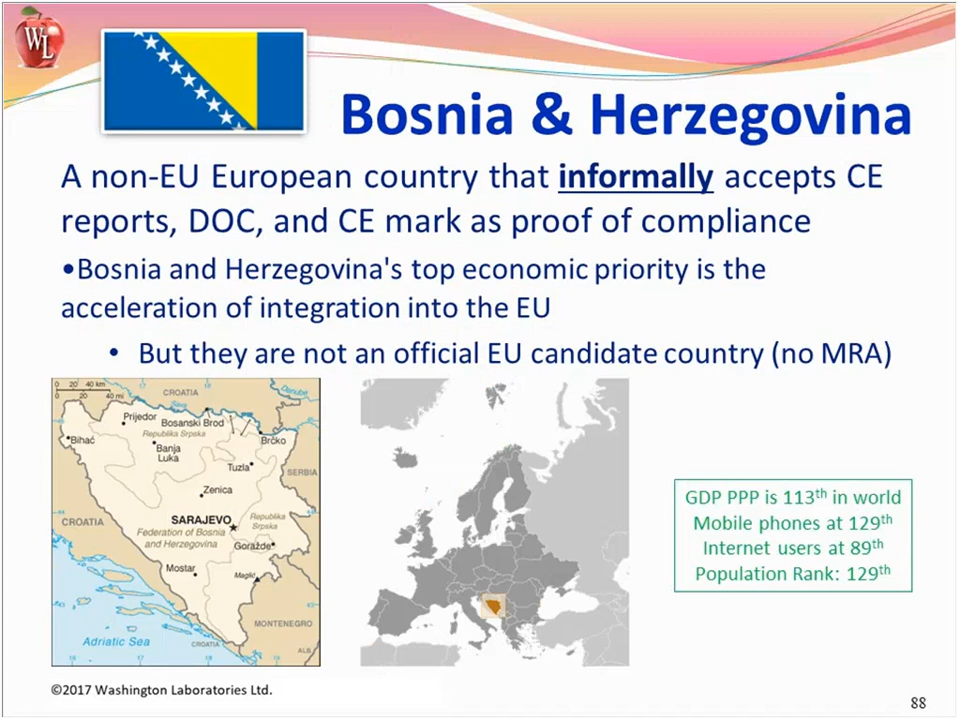 WL
Bosnia & Herzegovina
A non-EU European country that informally accepts CE
reports, DOC, and CE mark as proof of compliance
•Bosnia and Herzegovina's top economic priority is the
acceleration of integration into the EU
• But they are not an official EU candidate country (no MRA)
0 20 40 km
0 20 40 mi
CROATIA
Danube
Sava
Prijedor
Bosanski Brod
Republika Srpska
Bihać
Banja
Luka
Brčko
Tuzla
SERBIA
Zenica
CROATIA
SARAJEVO
Republika
Srpska
Federation of Bosnia
and Herzegovina
Goražde
Mostar
Maglić
MONTENEGRO
Adriatic Sea
CROATIA
ALB
GDP PPP is 113th in world
Mobile phones at 129th
Internet users at 89th
Population Rank: 129th
©2017 Washington Laboratories Ltd.
88